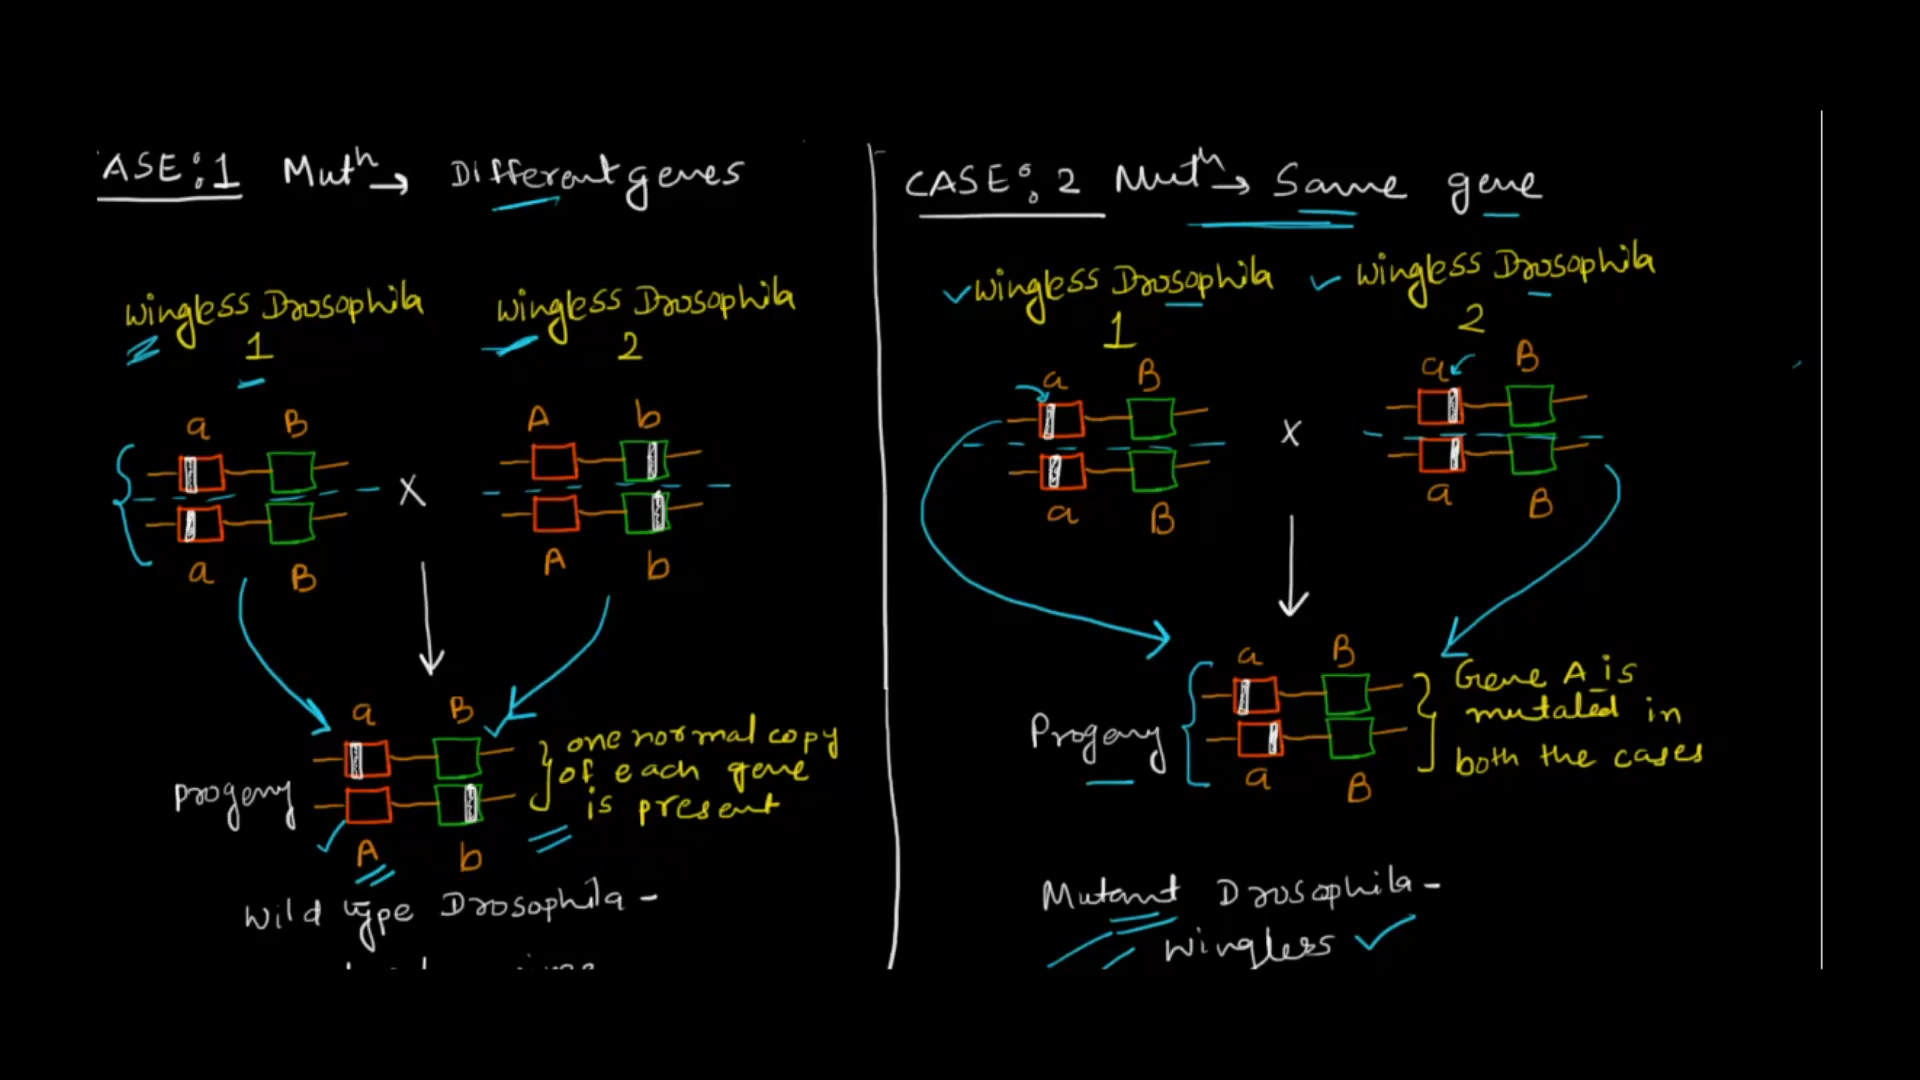 ASE:1 Mutn → Different genes
Wingless Drosophila
1
Wingless Drosophila
2
a B
A b
X
a B
A b
a B
Progeny
A b
one normal copy
of each gene
is present
Wild type Drosophila -
CASE: 2 Mutn → Same gene
Wingless Drosophila
1
Wingless Drosophila
2
a B
a B
X
a B
a B
a B
Progeny
a B
Gene A is
mutated in
both the cases
Mutant Drosophila -
Wingless